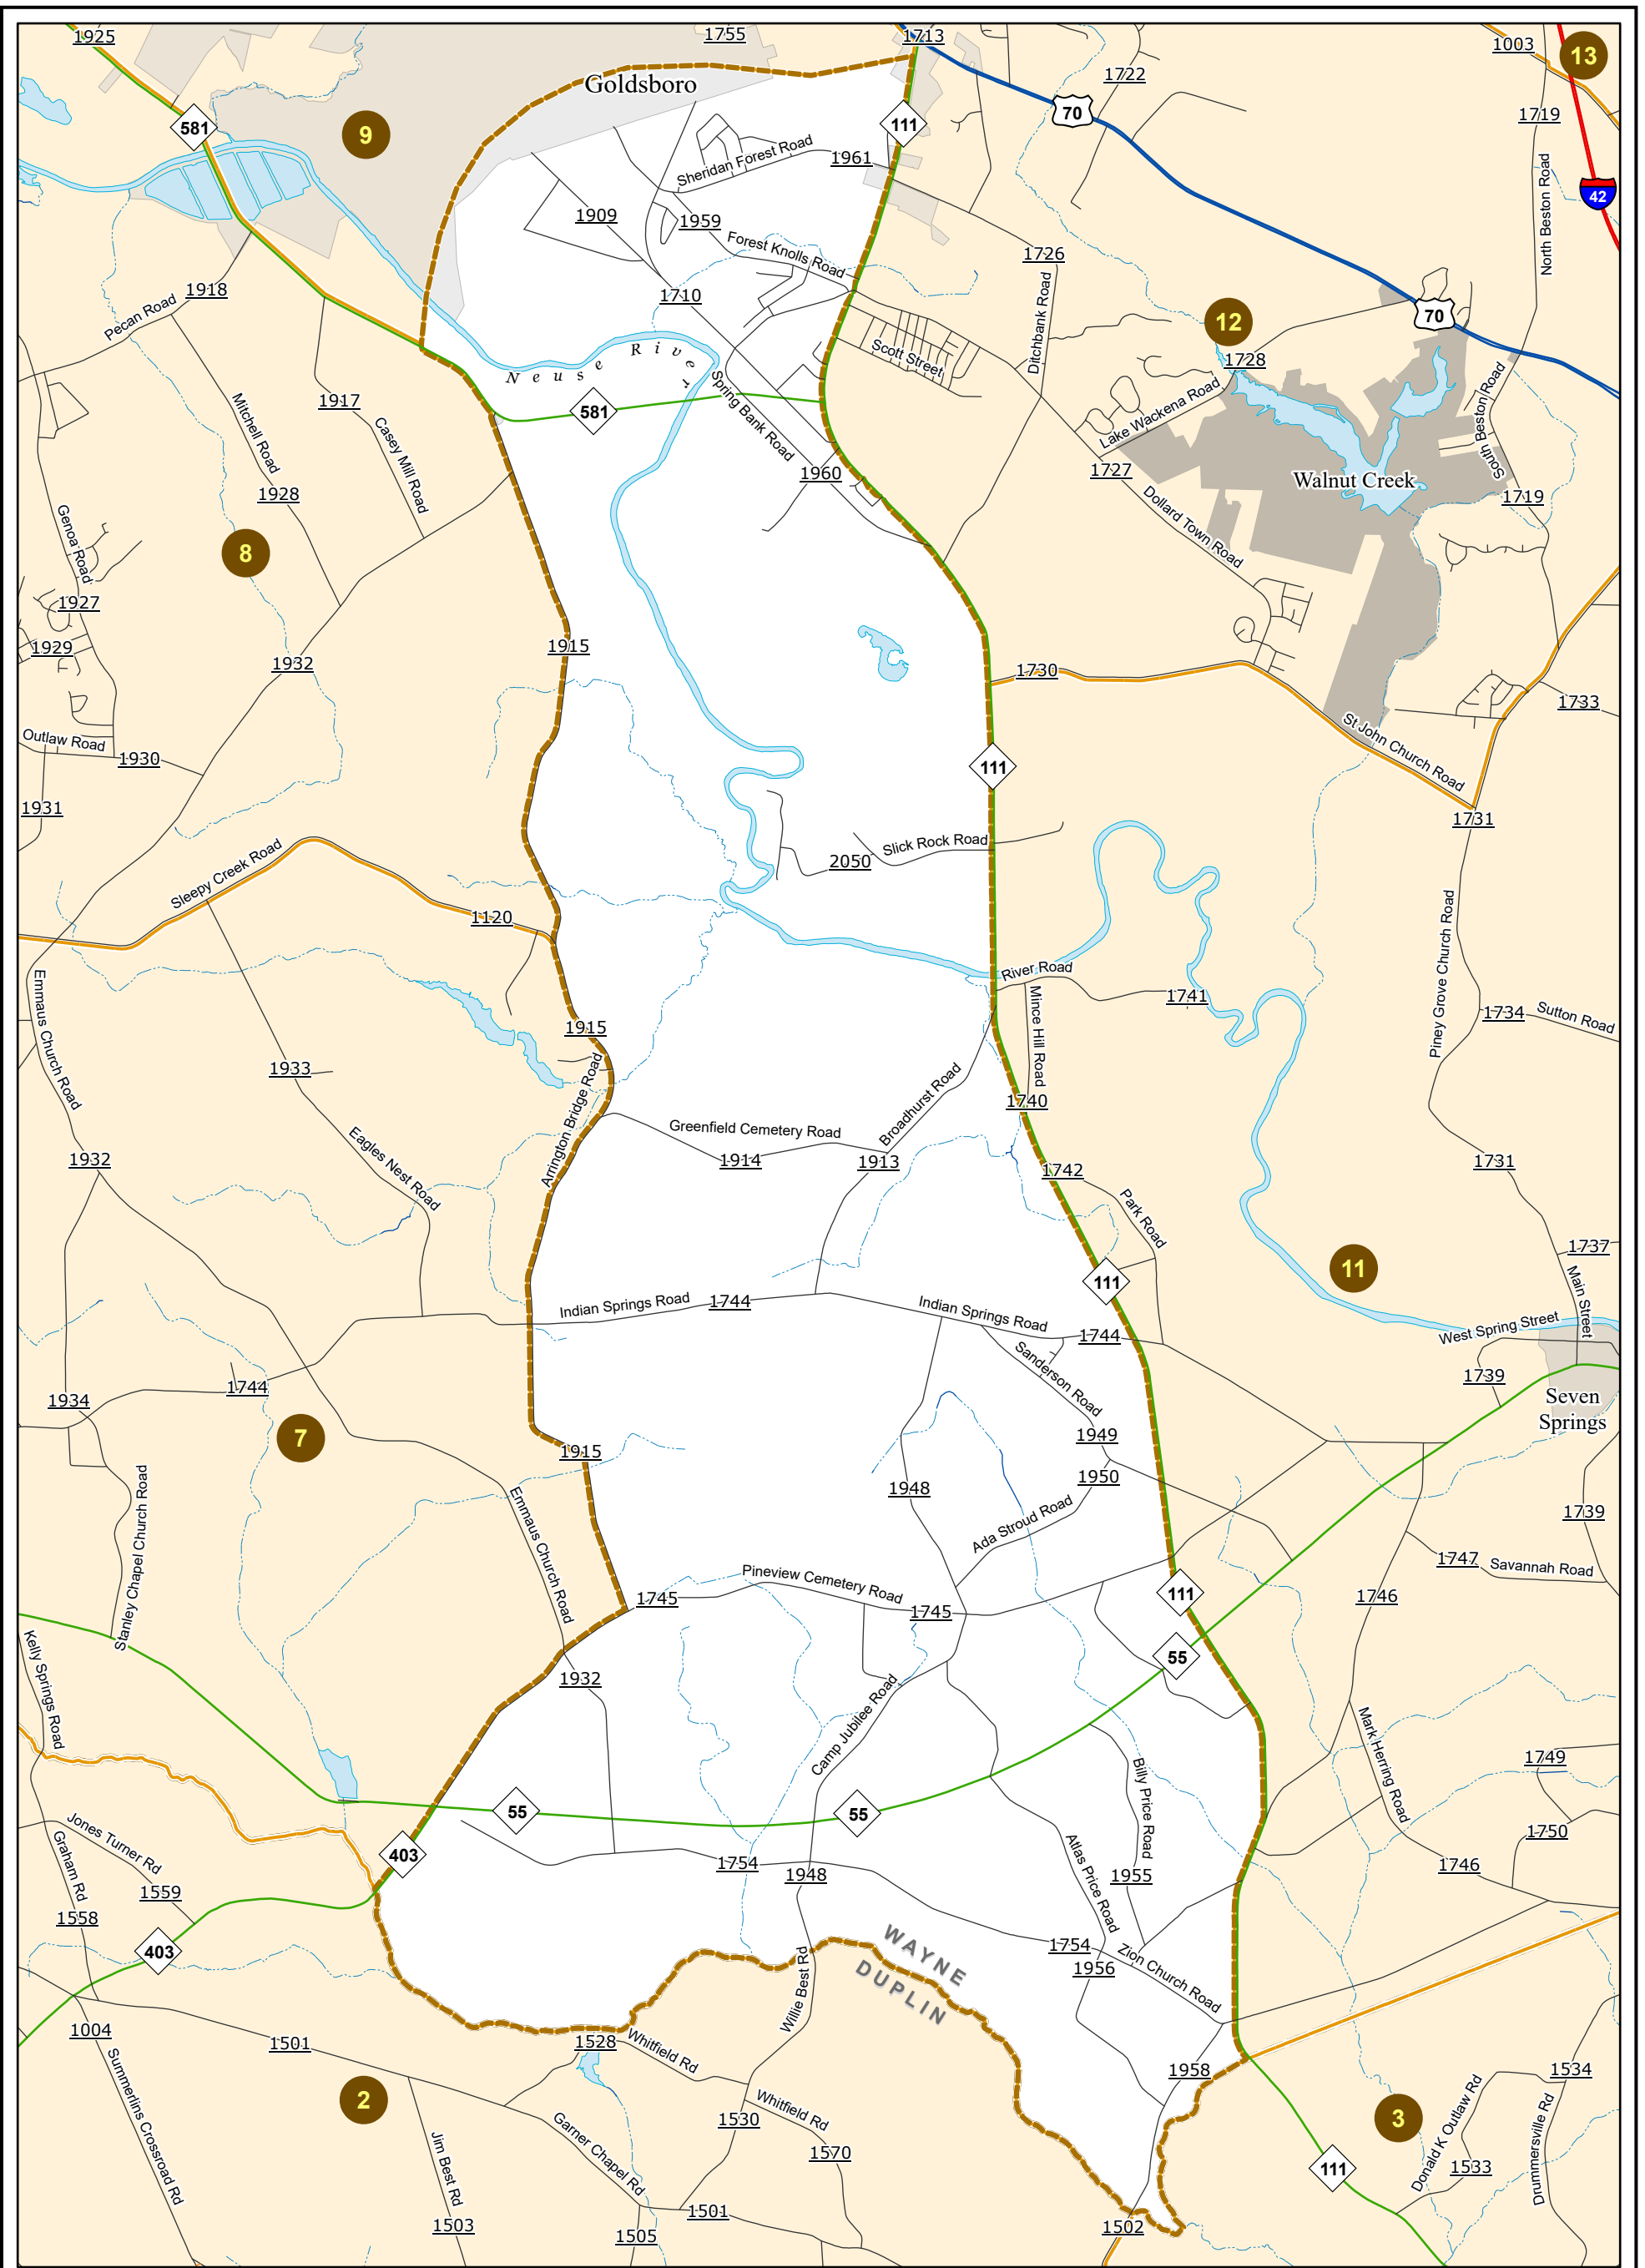 1925
1755
1713
1003
13
Goldsboro
1722
581
9
111
70
1719
Sheridan Forest Road
1961
42
1909
1959
North Beston Road
Forest Knolls Road
1726
1918
1710
Pecan Road
Ditchbank Road
12
70
Neuse River
Scott Street
1728
1917
581
Spring Bank Road
Lake Wackena Road
South Beston Road
Mitchell Road
Casey Mill Road
1960
1727
Walnut Creek
1928
1719
Genoa Road
8
Dollard Town Road
1927
1929
1915
1932
1730
1733
Outlaw Road
1930
St John Church Road
111
1931
1731
Slick Rock Road
2050
Sleepy Creek Road
1120
Piney Grove Church Road
River Road
Emmaus Church Road
1741
Mince Hill Road
1734
Sutton Road
1915
1933
Arrington Bridge Road
Broadhurst Road
1740
Greenfield Cemetery Road
Eagles Nest Road
1932
1914
1913
1742
1731
Park Road
1737
11
111
Main Street
Indian Springs Road
1744
Indian Springs Road
1744
West Spring Street
Sanderson Road
1739
1744
1934
Seven
Springs
7
1949
1915
1950
1948
Stanley Chapel Church Road
Emmaus Church Road
Ada Stroud Road
1739
1747
Savannah Road
Pineview Cemetery Road
1745
1745
111
1746
Kelly Springs Road
55
1932
Camp Jubilee Road
Mark Herring Road
Billy Price Road
1749
55
55
1750
Jones Turner Rd
403
Graham Rd
Atlas Price Road
1754
1948
1955
1746
1559
1558
403
WAYNE
DUPLIN
1754
Zion Church Road
1956
Willie Best Rd
1004
1501
1528
Whitfield Rd
1958
1534
Summerlins Crossroad Rd
2
Whitfield Rd
1530
3
Donald K Outlaw Rd
Drummersville Rd
Garner Chapel Rd
1570
Jim Best Rd
111
1533
1501
1503
1505
1502